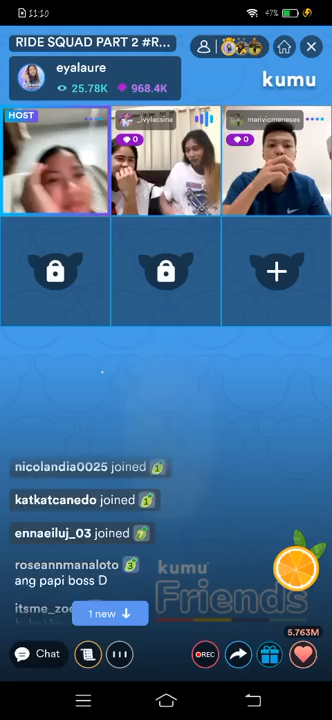 11:10
47%
RIDE SQUAD PART 2 #R...
eyalaure
25.78K
968.4K
kumu
HOST
_ivylacsina
0
marivicmeneses
0
nicolandia0025 joined
katkatcanedo joined
ennaeiluj_03 joined
roseannmanaloto 3
ang papi boss D
1 new
kumu
Friends
5.763M
Chat
REC